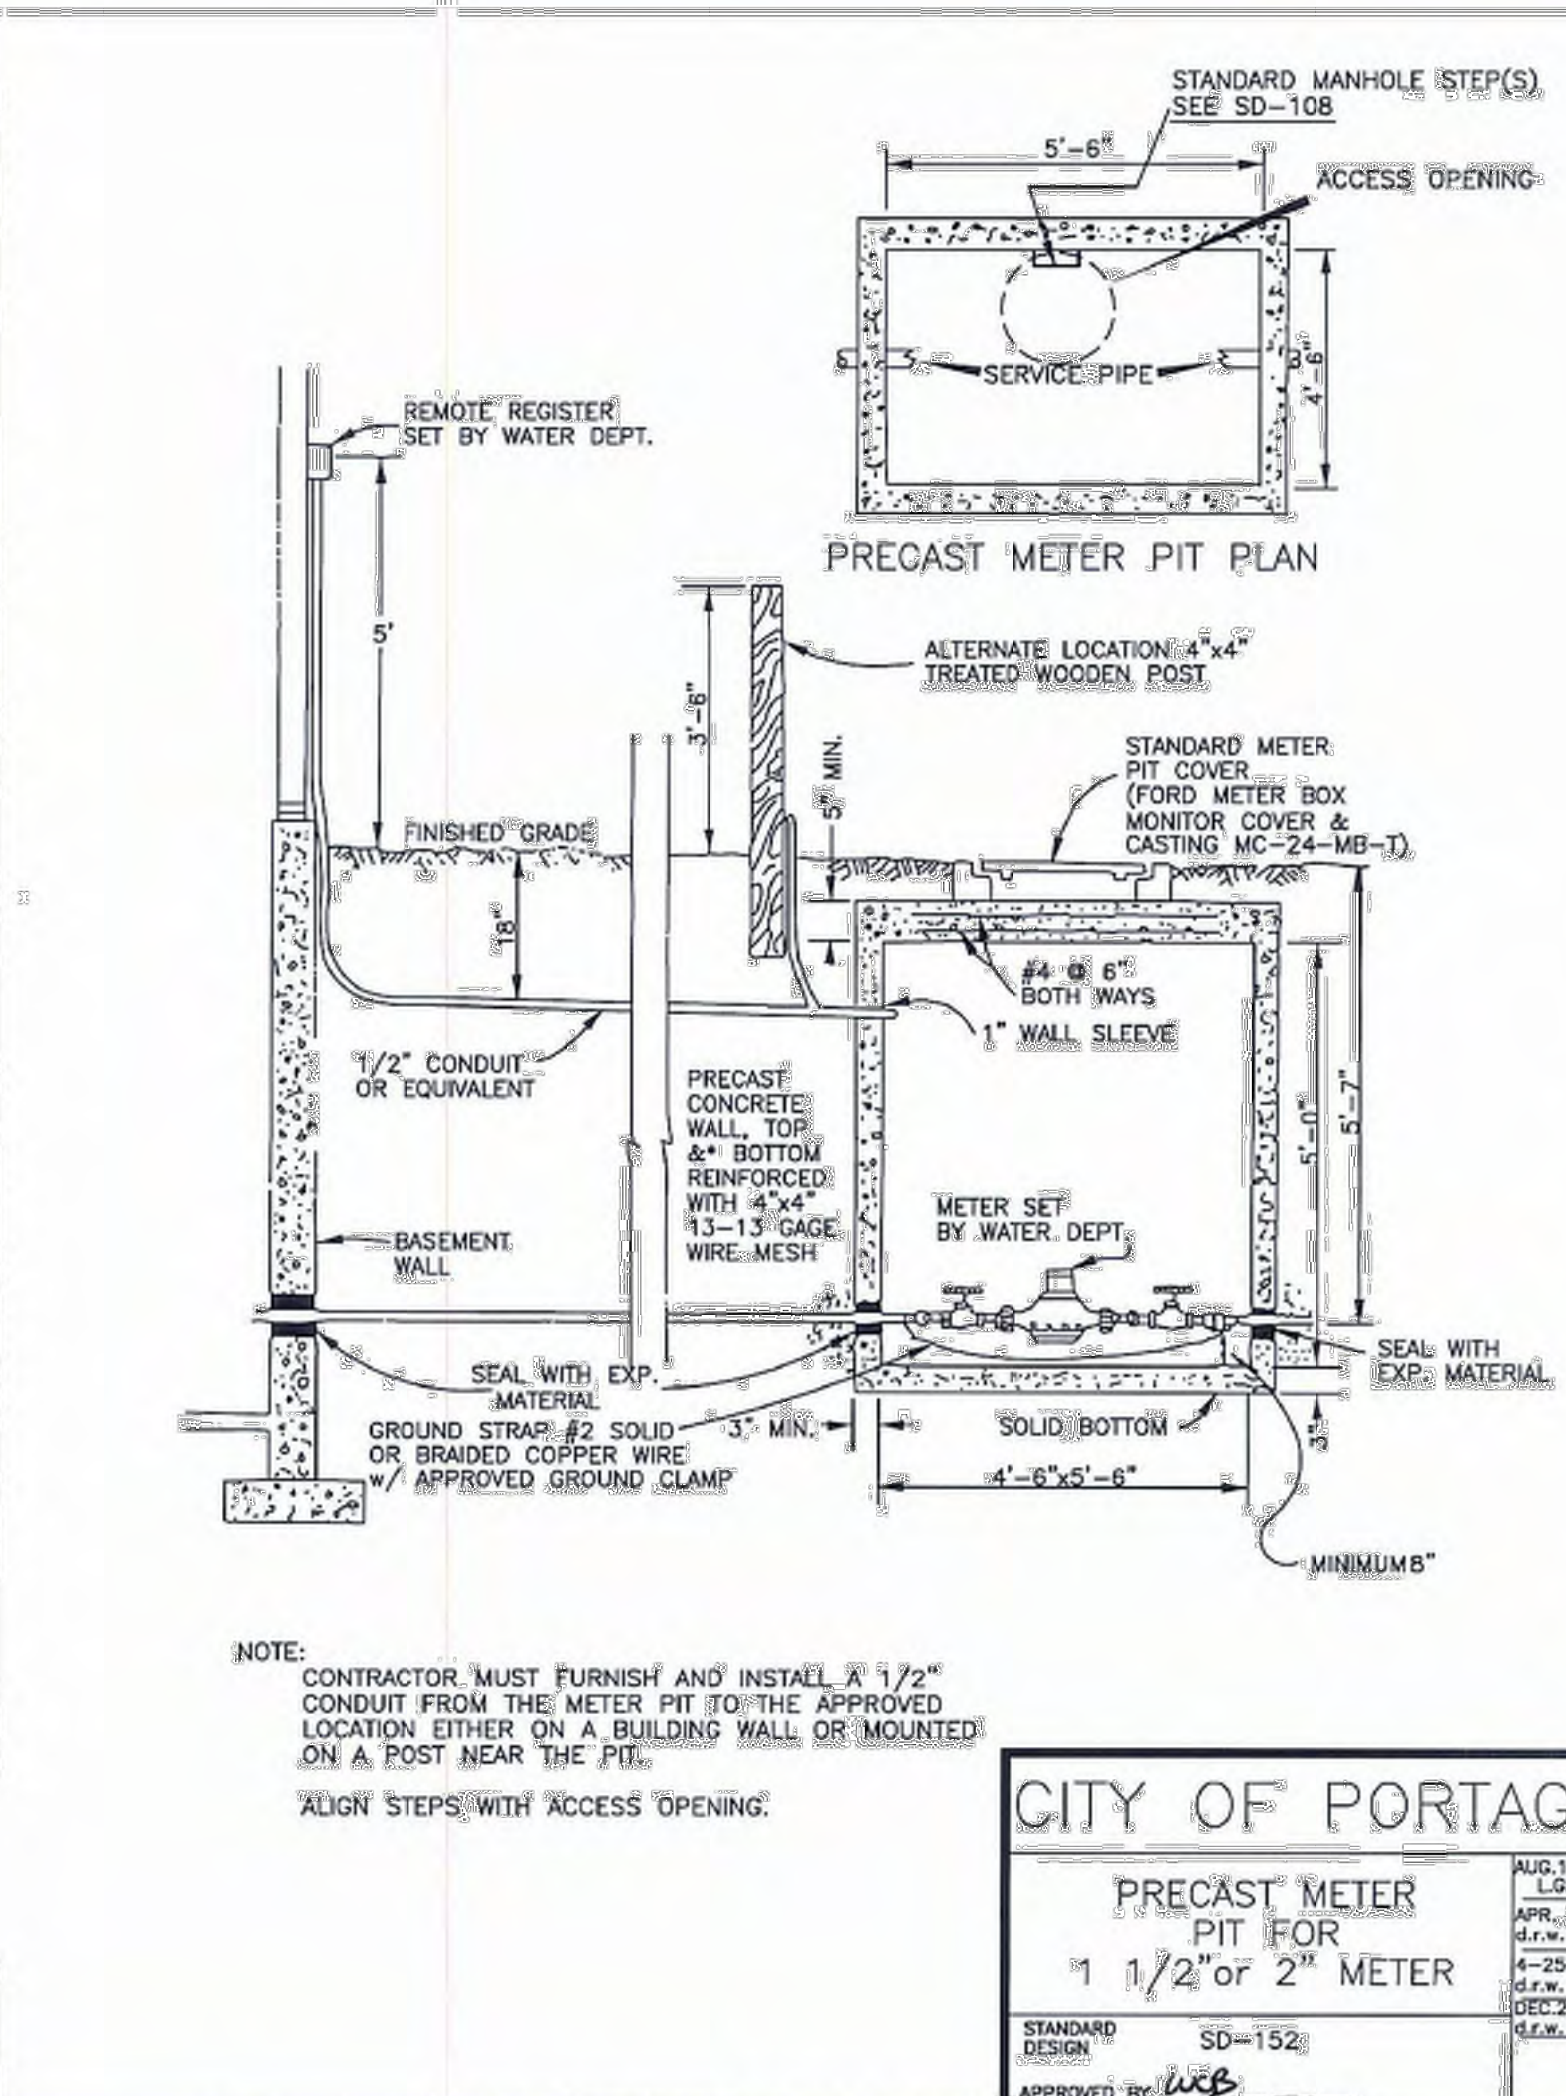 STANDARD MANHOLE STEP(S)
SEE SD-108
5'-6"
ACCESS OPENING
4'-6"
SERVICE PIPE
PRECAST METER PIT PLAN
REMOTE REGISTER
SET BY WATER DEPT.
5'
3'-6"
ALTERNATE LOCATION 4"x4"
TREATED WOODEN POST
5" MIN.
STANDARD METER
PIT COVER
(FORD METER BOX
MONITOR COVER &
CASTING MC-24-MB-T)
FINISHED GRADE
18"
#4 @ 6"
BOTH WAYS
1" WALL SLEEVE
1/2" CONDUIT
OR EQUIVALENT
PRECAST
CONCRETE
WALL, TOP
&* BOTTOM
REINFORCED
WITH 4"x4"
13-13 GAGE
WIRE MESH
5'-0"
5'-7"
METER SET
BY WATER DEPT.
BASEMENT
WALL
SEAL WITH EXP.
MATERIAL
SEAL WITH
EXP. MATERIAL
GROUND STRAP #2 SOLID
OR BRAIDED COPPER WIRE
w/ APPROVED GROUND CLAMP
3" MIN.
SOLID BOTTOM
3"
4'-6"x5'-6"
MINIMUM 8"
NOTE:
CONTRACTOR MUST FURNISH AND INSTALL A 1/2"
CONDUIT FROM THE METER PIT TO THE APPROVED
LOCATION EITHER ON A BUILDING WALL OR MOUNTED
ON A POST NEAR THE PIT.
ALIGN STEPS WITH ACCESS OPENING.
CITY OF PORTAG
PRECAST METER
PIT FOR
1 1/2" or 2" METER
AUG.1
L.G
APR.
d.r.w.
4-25
d.r.w.
DEC.2
d.r.w.
STANDARD
DESIGN
SD-152
APPROVED BY WCB